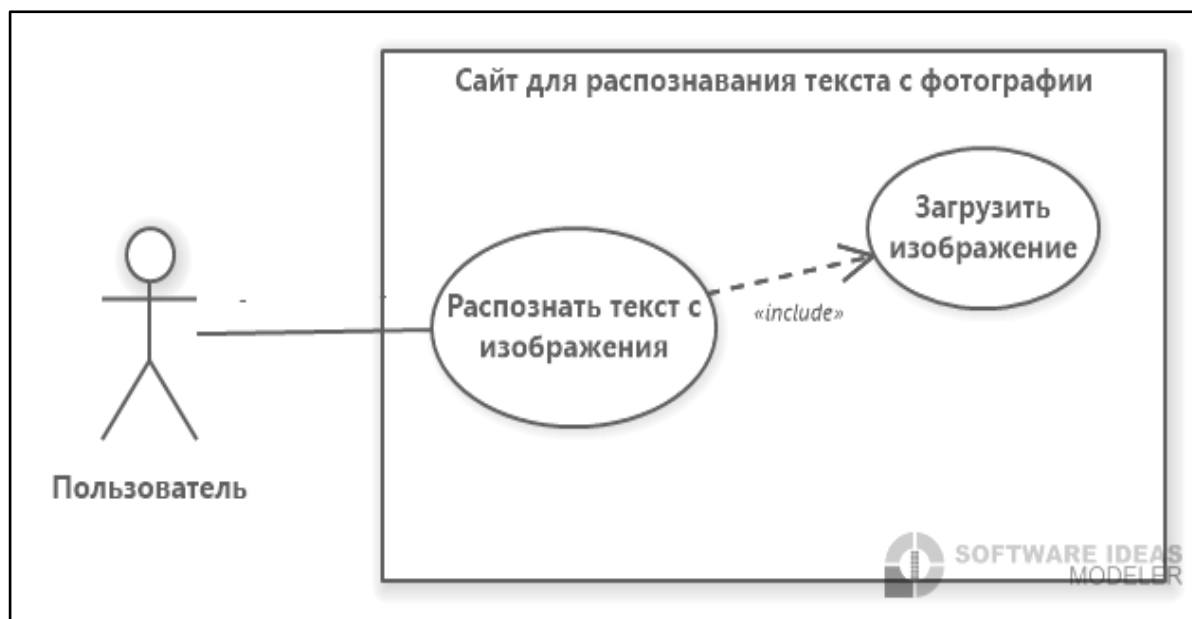 Сайт для распознавания текста с фотографии
Загрузить
изображение
Распознать текст с
изображения
«include»
Пользователь
SOFTWARE IDEAS
MODELER